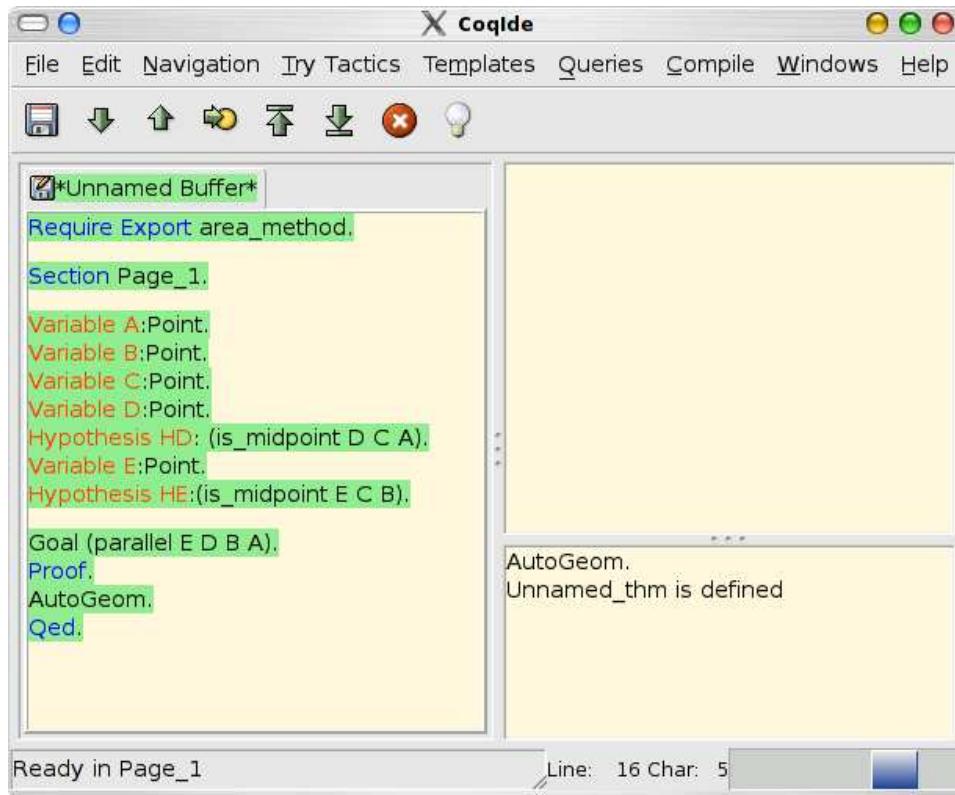 CoqIde
File Edit Navigation Try Tactics Templates Queries Compile Windows Help
*Unnamed Buffer*
Require Export area_method.
Section Page_1.
Variable A:Point.
Variable B:Point.
Variable C:Point.
Variable D:Point.
Hypothesis HD: (is_midpoint D C A).
Variable E:Point.
Hypothesis HE:(is_midpoint E C B).
Goal (parallel E D B A).
Proof.
AutoGeom.
Qed.
AutoGeom.
Unnamed_thm is defined
Ready in Page_1
Line: 16 Char: 5